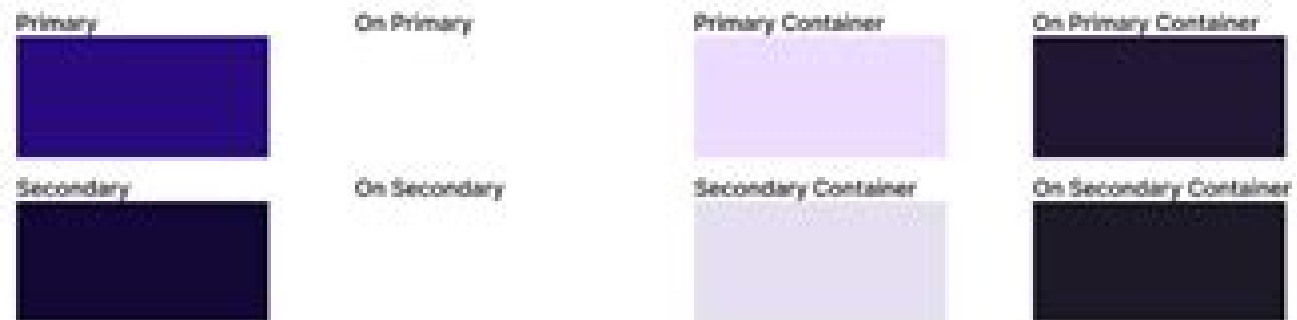 Primary
On Primary
Primary Container
On Primary Container
Secondary
On Secondary
Secondary Container
On Secondary Container